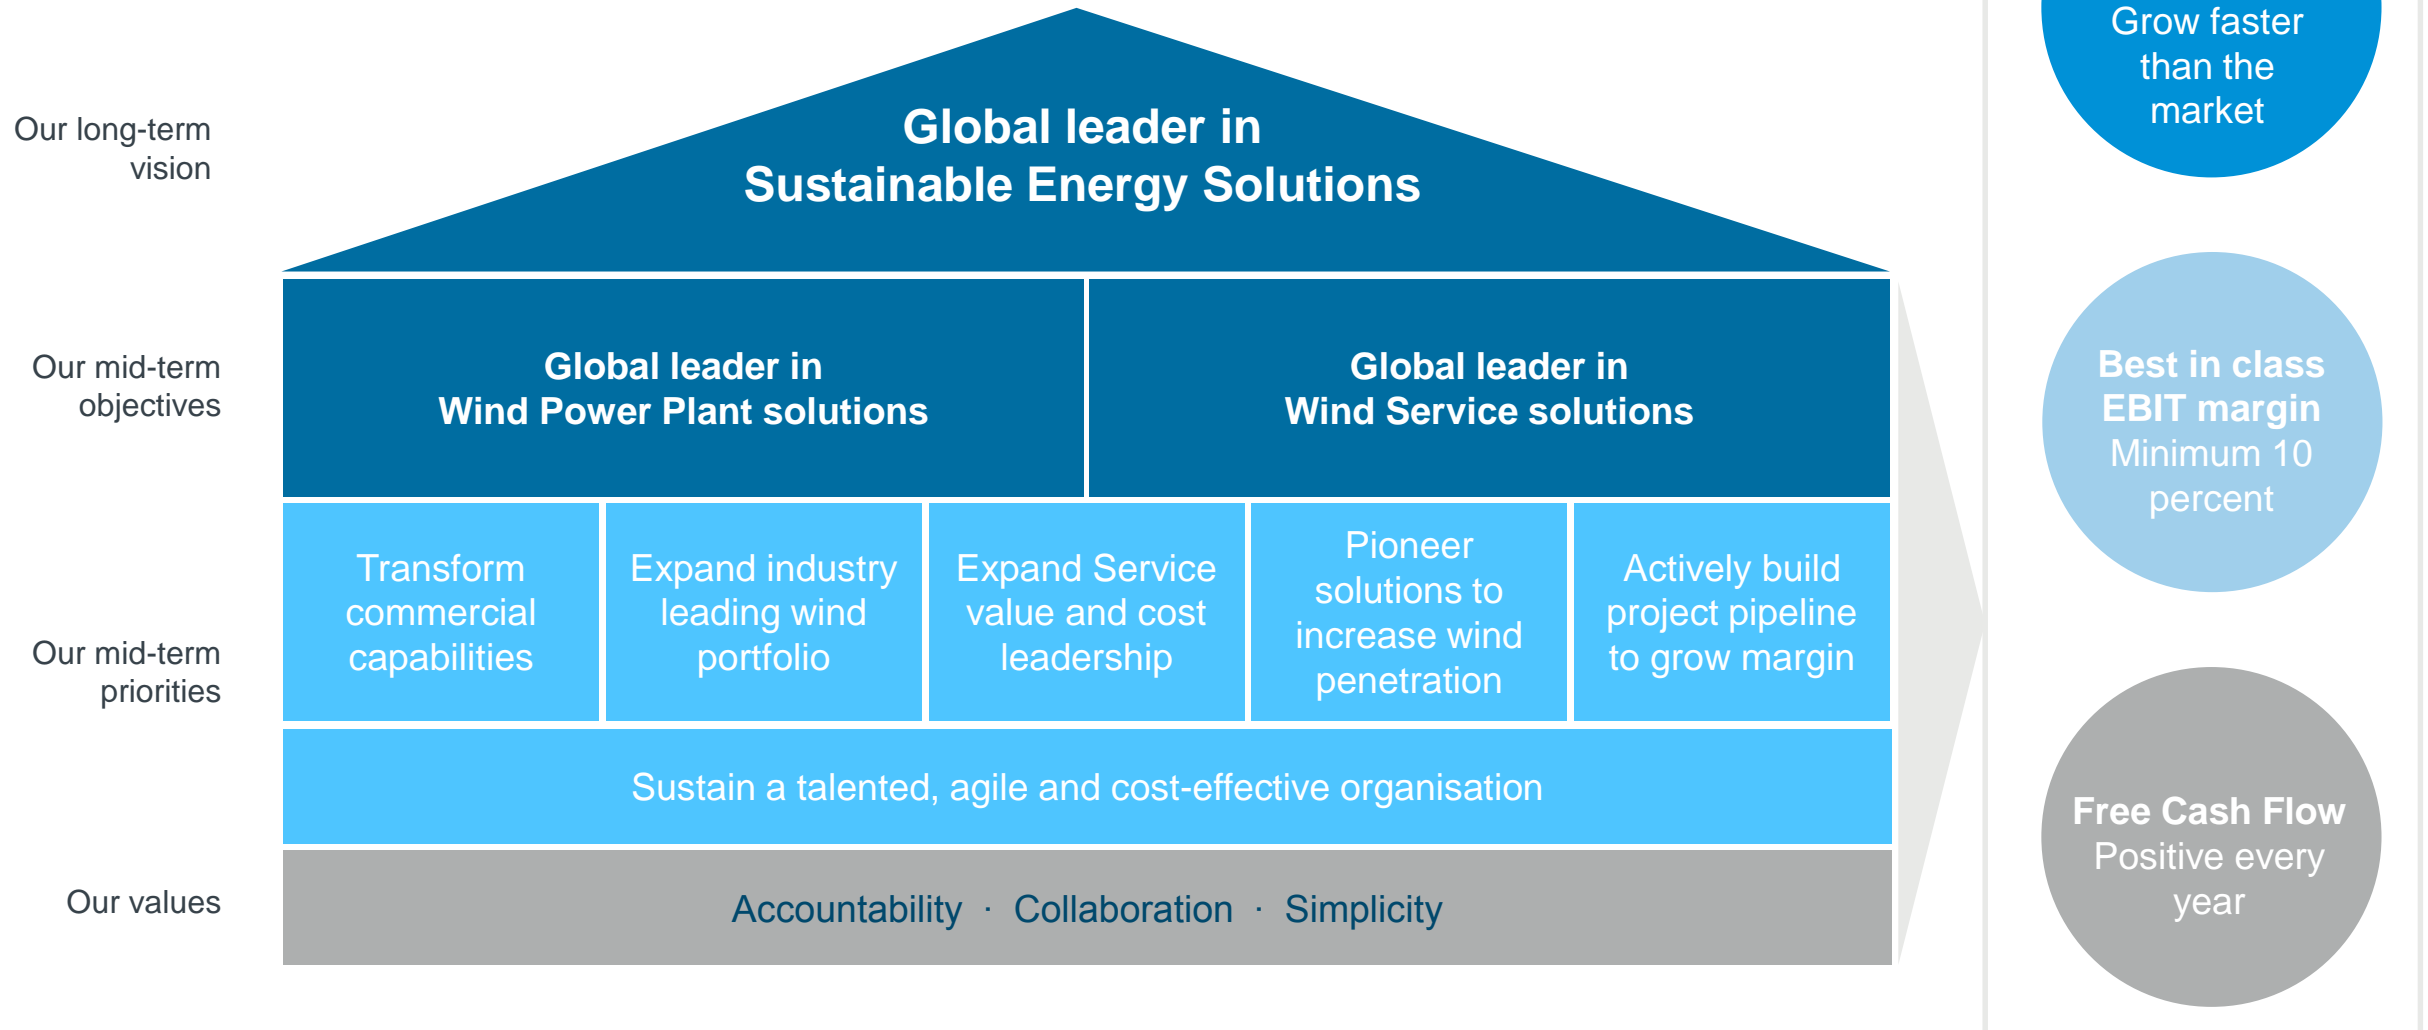 Our long-term
vision
Global leader in
Sustainable Energy Solutions
Our mid-term
objectives
Global leader in
Wind Power Plant solutions
Global leader in
Wind Service solutions
Our mid-term
priorities
Transform
commercial
capabilities
Expand industry
leading wind
portfolio
Expand Service
value and cost
leadership
Pioneer
solutions to
increase wind
penetration
Actively build
project pipeline
to grow margin
Sustain a talented, agile and cost-effective organisation
Our values
Accountability · Collaboration · Simplicity
Grow faster
than the
market
Best in class
EBIT margin
Minimum 10
percent
Free Cash Flow
Positive every
year